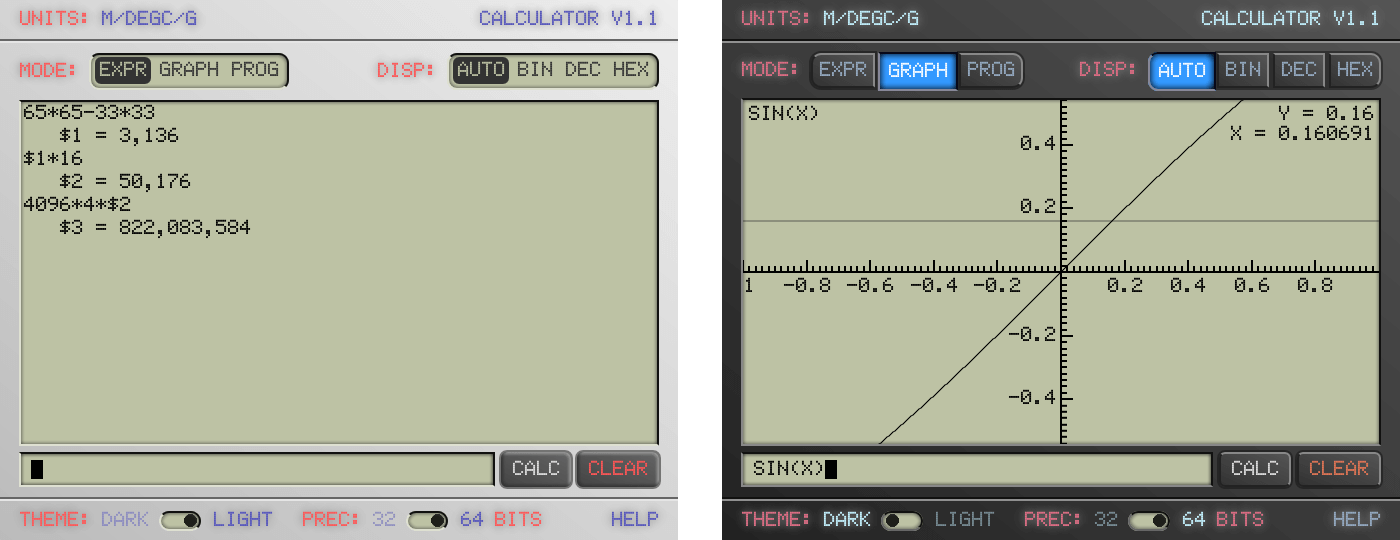 UNITS: M/DEGC/G CALCULATOR V1.1
MODE: EXPR GRAPH PROG DISP: AUTO BIN DEC HEX
65*65-33*33
$1 = 3,136
$1*16
$2 = 50,176
4096*4*$2
$3 = 822,083,584
CALC CLEAR
THEME: DARK LIGHT PREC: 32 64 BITS HELP
UNITS: M/DEGC/G CALCULATOR V1.1
MODE: EXPR GRAPH PROG DISP: AUTO BIN DEC HEX
SIN(X) Y = 0.16
X = 0.160691
0.4
0.2
1 -0.8 -0.6 -0.4 -0.2 0.2 0.4 0.6 0.8
-0.2
-0.4
SIN(X) CALC CLEAR
THEME: DARK LIGHT PREC: 32 64 BITS HELP